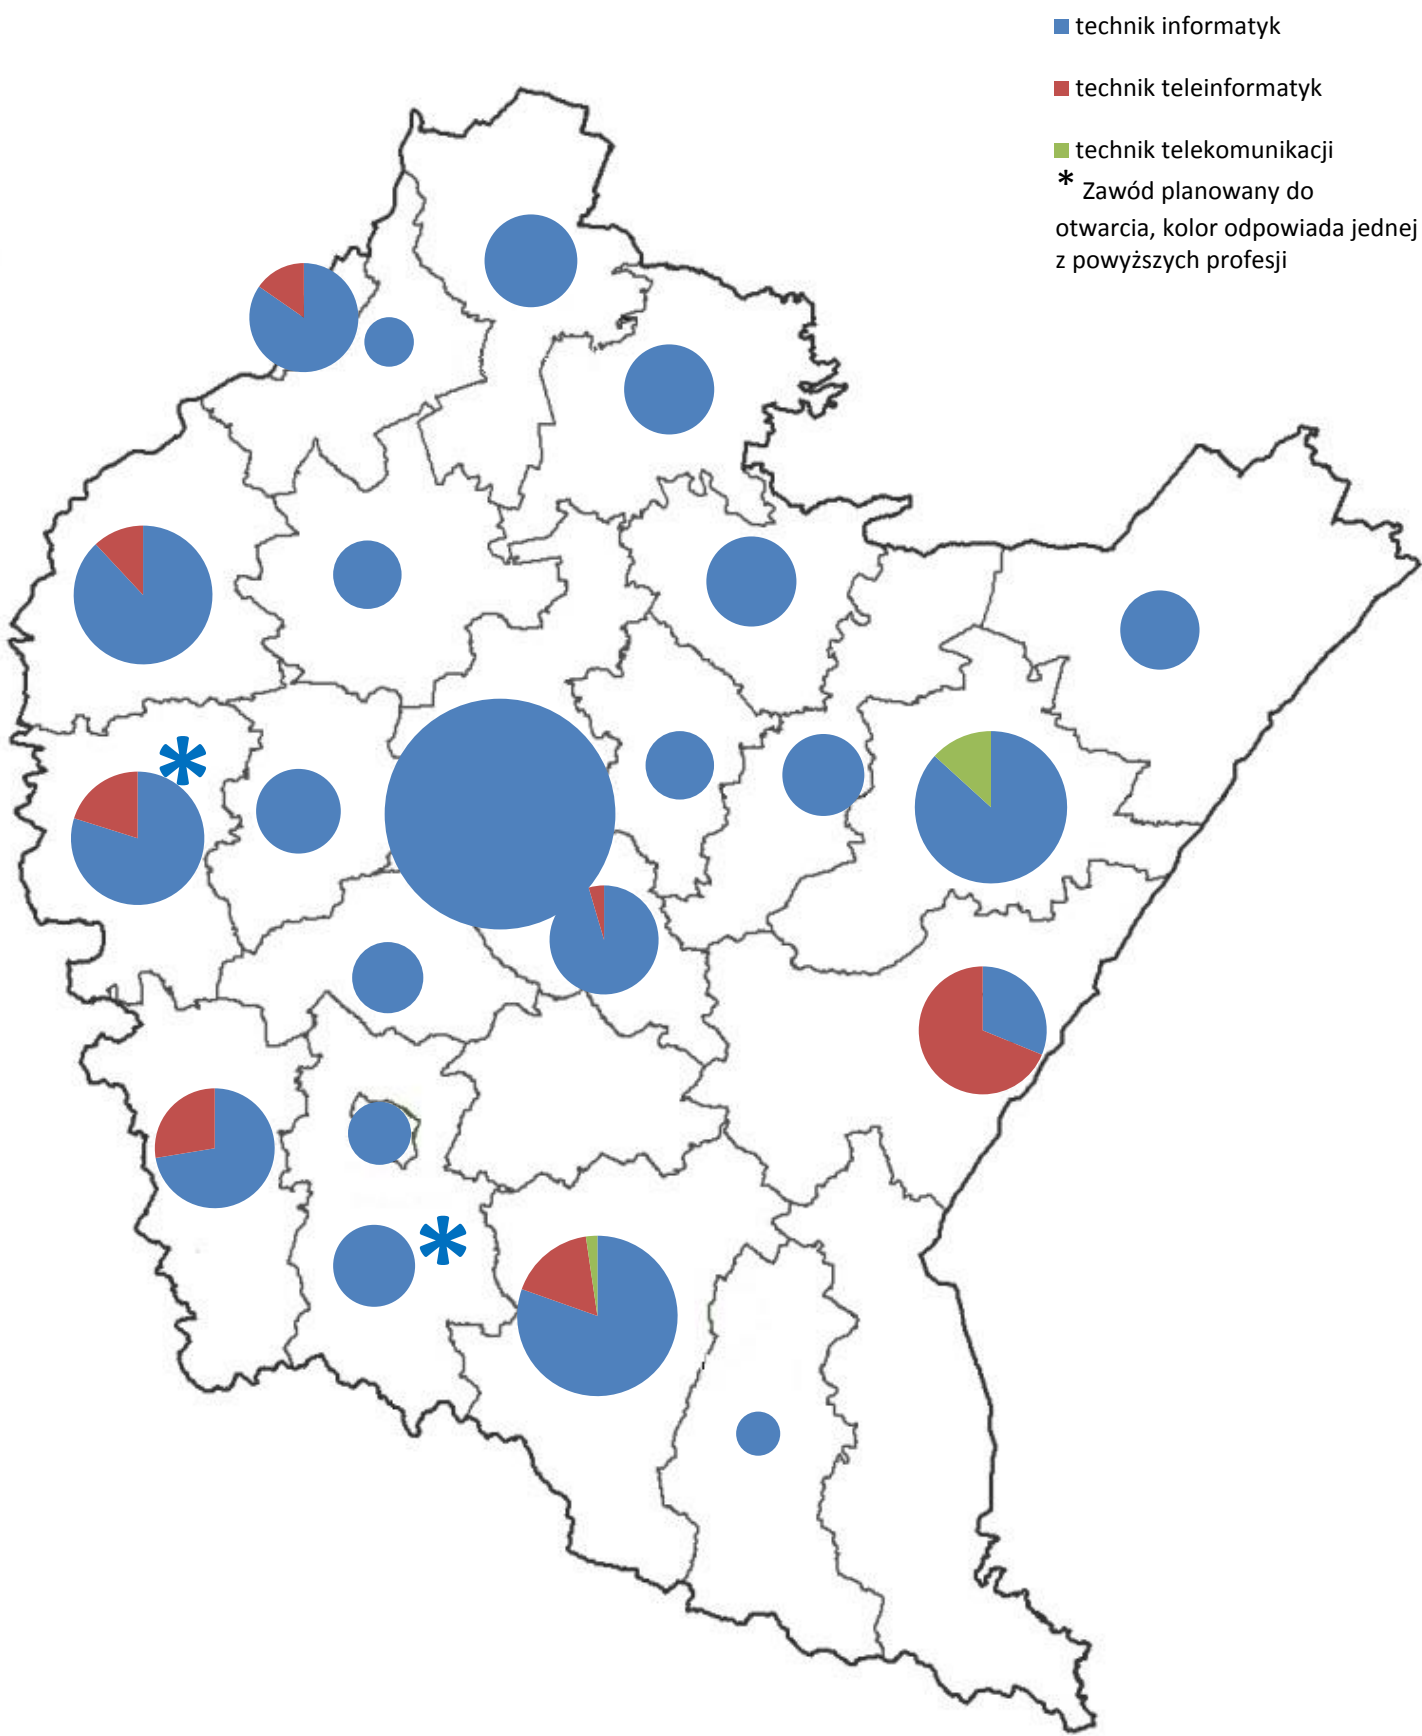 technik informatyk
technik teleinformatyk
technik telekomunikacji
* Zawód planowany do
otwarcia, kolor odpowiada jednej
z powyższych profesji